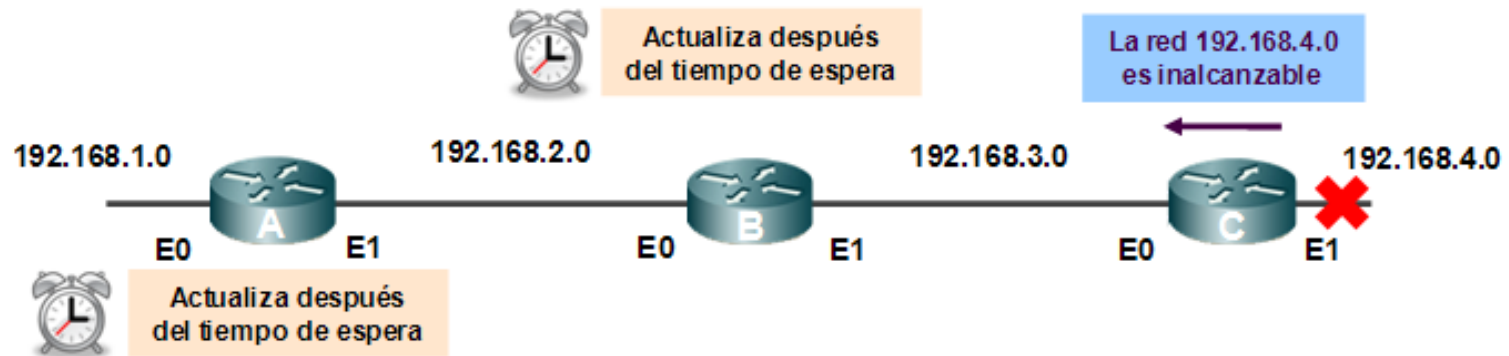 Actualiza después
del tiempo de espera
La red 192.168.4.0
es inalcanzable
192.168.1.0
192.168.2.0
192.168.3.0
192.168.4.0
A
B
C
E0
E1
E0
E1
E0
E1
Actualiza después
del tiempo de espera